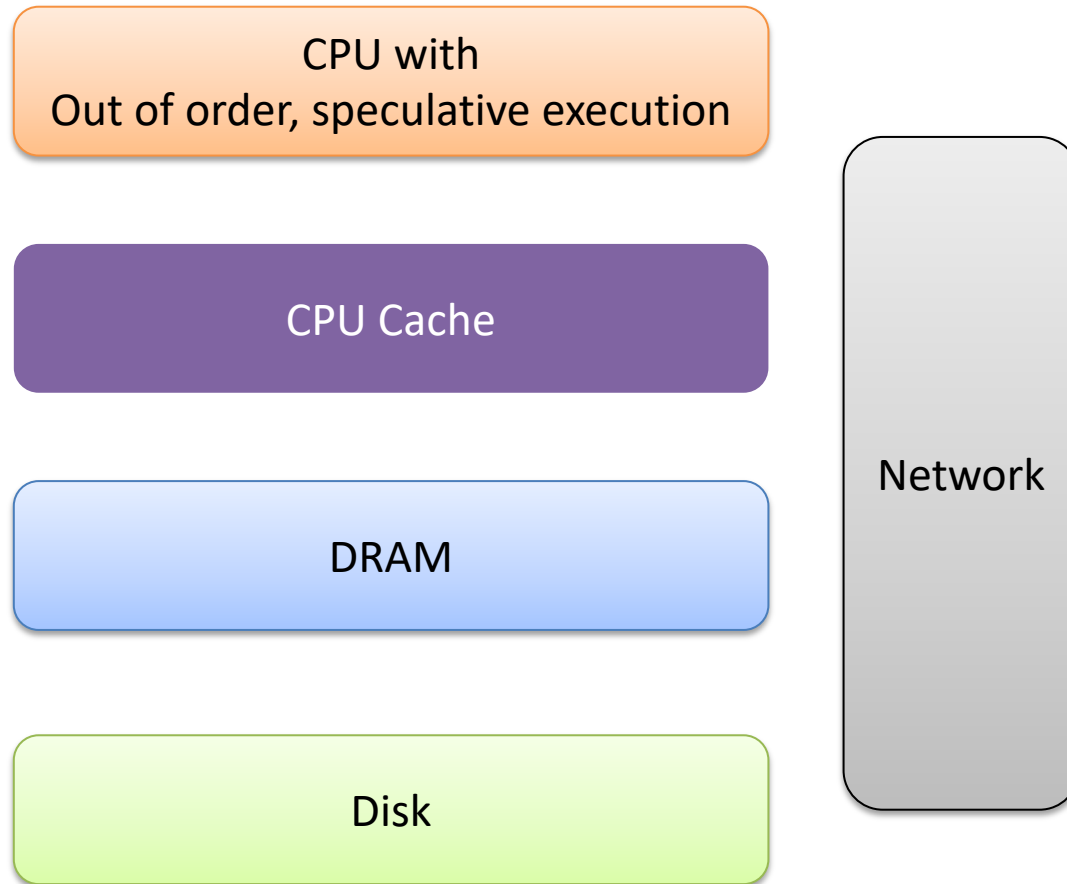 CPU with
Out of order, speculative execution
CPU Cache
Network
DRAM
Disk